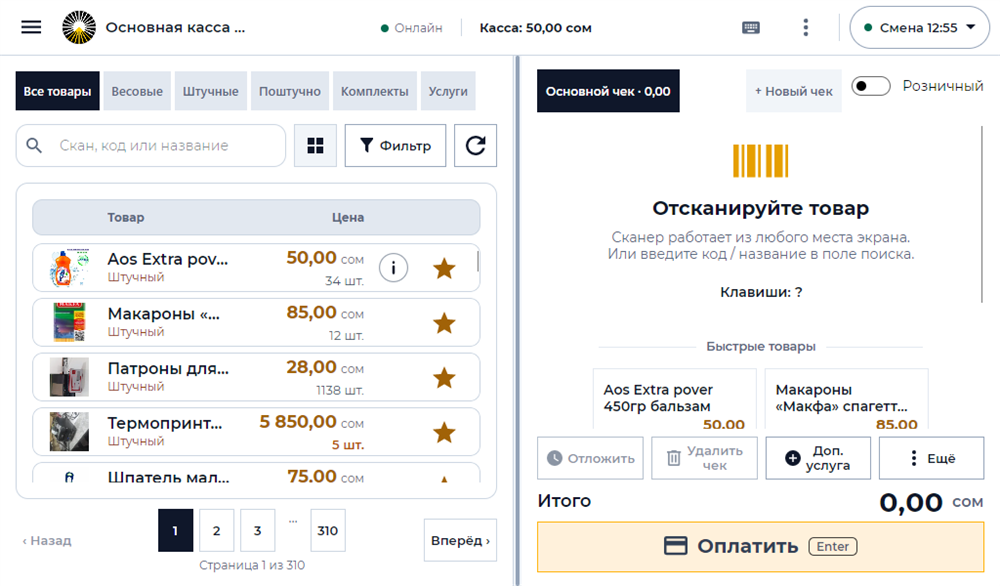 Основная касса ...
Онлайн
Касса: 50,00 сом
Смена 12:55
Все товары
Весовые
Штучные
Поштучно
Комплекты
Услуги
Скан, код или название
Фильтр
Товар
Цена
Aos Extra pov...
50,00 сом
Штучный
34 шт.
Макароны «...
85,00 сом
Штучный
12 шт.
Патроны для...
28,00 сом
Штучный
1138 шт.
Термопринт...
5 850,00 сом
Штучный
5 шт.
Шпатель мал...
75.00 сом
‹ Назад
1
2
3
...
310
Вперёд ›
Страница 1 из 310
Основной чек · 0,00
+ Новый чек
Розничный
Отсканируйте товар
Сканер работает из любого места экрана.
Или введите код / название в поле поиска.
Клавиши: ?
Быстрые товары
Aos Extra pover
450гр бальзам
50.00
Макароны
«Макфа» спагетт...
85.00
Отложить
Удалить
чек
Доп.
услуга
Ещё
Итого
0,00 сом
Оплатить Enter